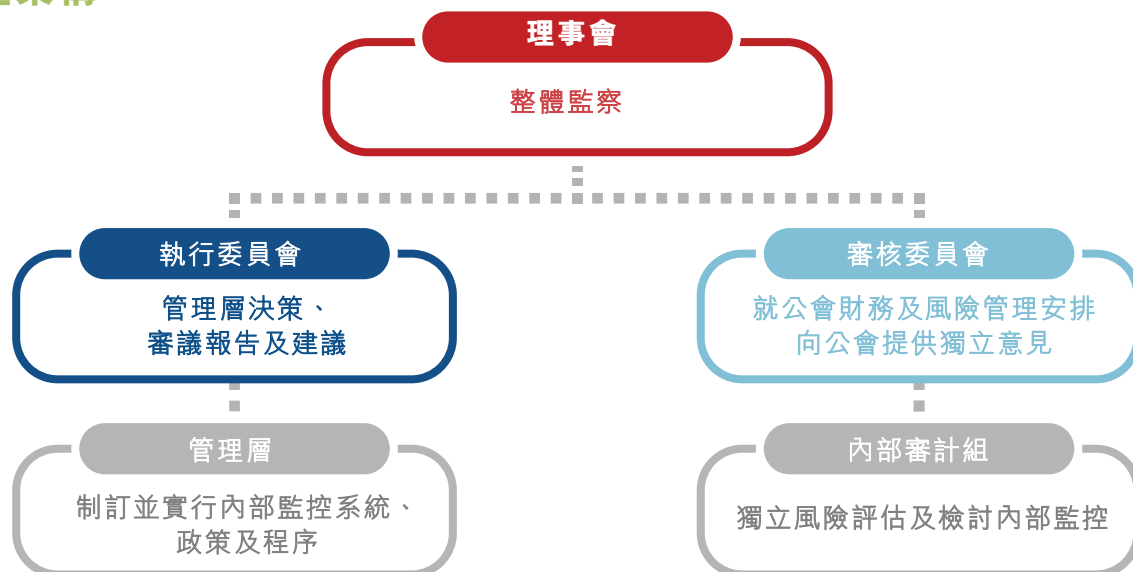 理事會
整體監察
執行委員會
管理層決策、
審議報告及建議
審核委員會
就公會財務及風險管理安排
向公會提供獨立意見
管理層
制訂並實行內部監控系統、
政策及程序
內部審計組
獨立風險評估及檢討內部監控